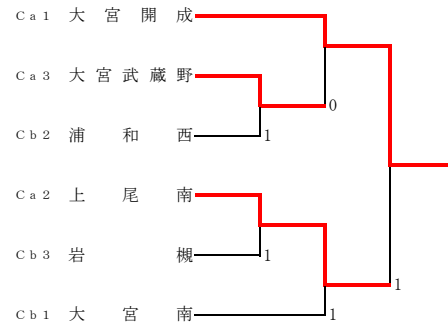 Ca1 大宮開成
Ca3 大宮武蔵野
0
Cb2 浦和西
1
Ca2 上尾南
Cb3 岩槻
1
1
Cb1 大宮南
1